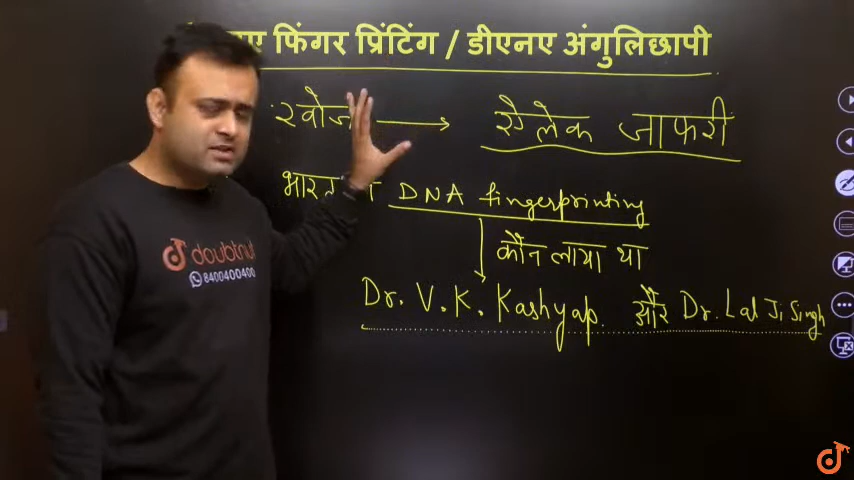 फिंगर प्रिंटिंग / डीएनए अंगुलिछापी
खोज → ऐलेक जाफरी
DNA fingerprinting
कौन लाया था
Dr. V. K. Kashyap. और Dr. Lal Ji Singh
doubtnut
8400400400